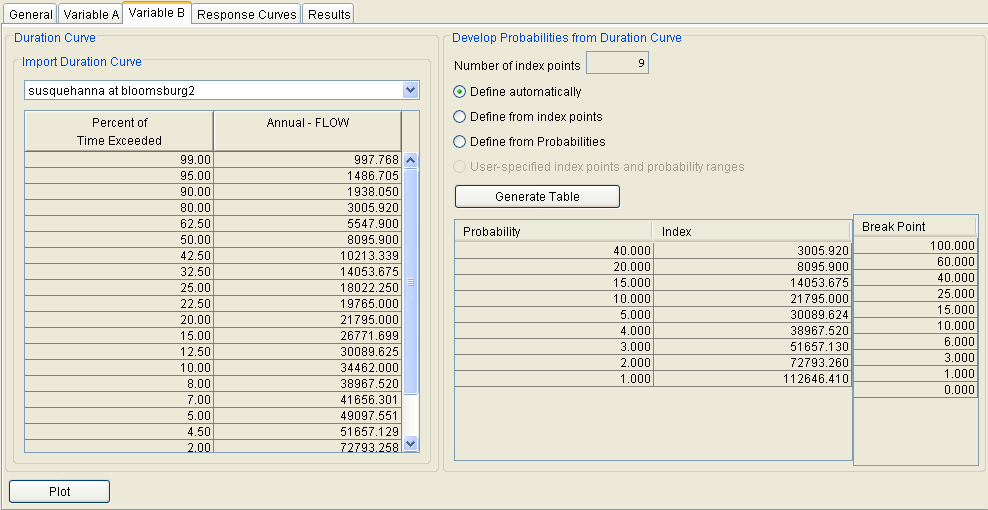 General Variable A Variable B Response Curves Results
Duration Curve
Import Duration Curve
susquehanna at bloomsburg2
Percent of Time Exceeded Annual - FLOW
99.00 997.768
95.00 1486.705
90.00 1938.050
80.00 3005.920
62.50 5547.900
50.00 8095.900
42.50 10213.339
32.50 14053.675
25.00 18022.250
22.50 19765.000
20.00 21795.000
15.00 26771.699
12.50 30089.625
10.00 34462.000
8.00 38967.520
7.00 41656.301
5.00 49097.551
4.50 51657.129
2.00 72793.258
Develop Probabilities from Duration Curve
Number of index points 9
Define automatically
Define from index points
Define from Probabilities
User-specified index points and probability ranges
Generate Table
Probability Index
40.000 3005.920
20.000 8095.900
15.000 14053.675
10.000 21795.000
5.000 30089.624
4.000 38967.520
3.000 51657.130
2.000 72793.260
1.000 112646.410
Break Point
100.000
60.000
40.000
25.000
15.000
10.000
6.000
3.000
1.000
0.000
Plot